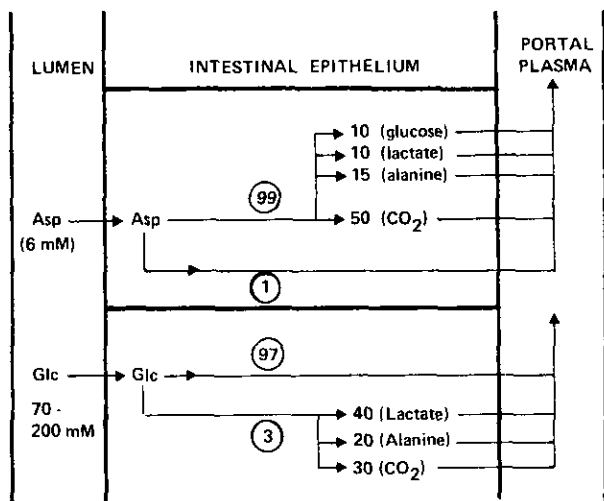 LUMEN
INTESTINAL EPITHELIUM
PORTAL
PLASMA
10 (glucose)
10 (lactate)
15 (alanine)
99
Asp
Asp
50 (CO2)
(6 mM)
1
97
Glc
Glc
70 -
200 mM
40 (Lactate)
3
20 (Alanine)
30 (CO2)